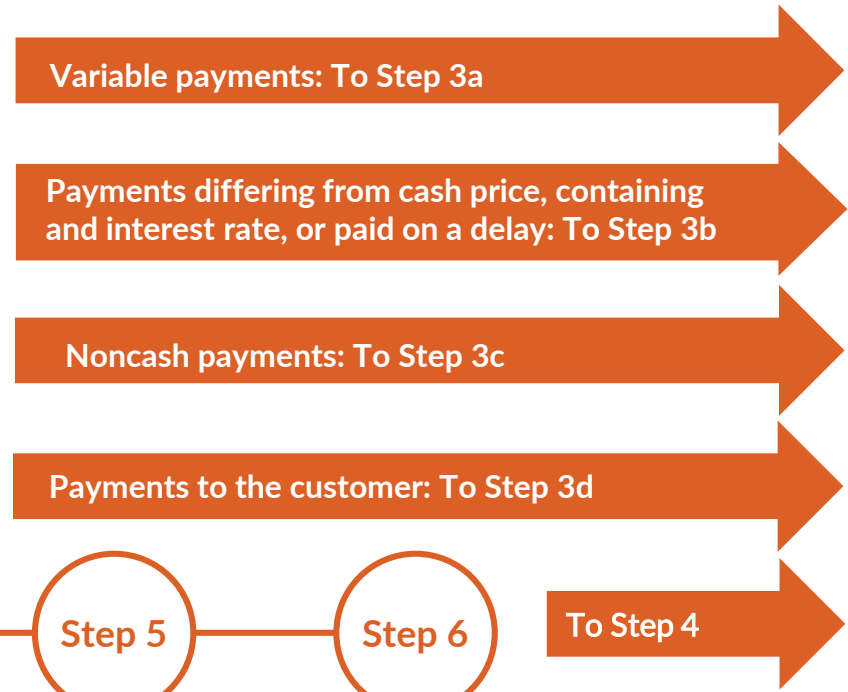 Variable payments: To Step 3a
Payments differing from cash price, containing
and interest rate, or paid on a delay: To Step 3b
Noncash payments: To Step 3c
Payments to the customer: To Step 3d
Step 5
Step 6
To Step 4